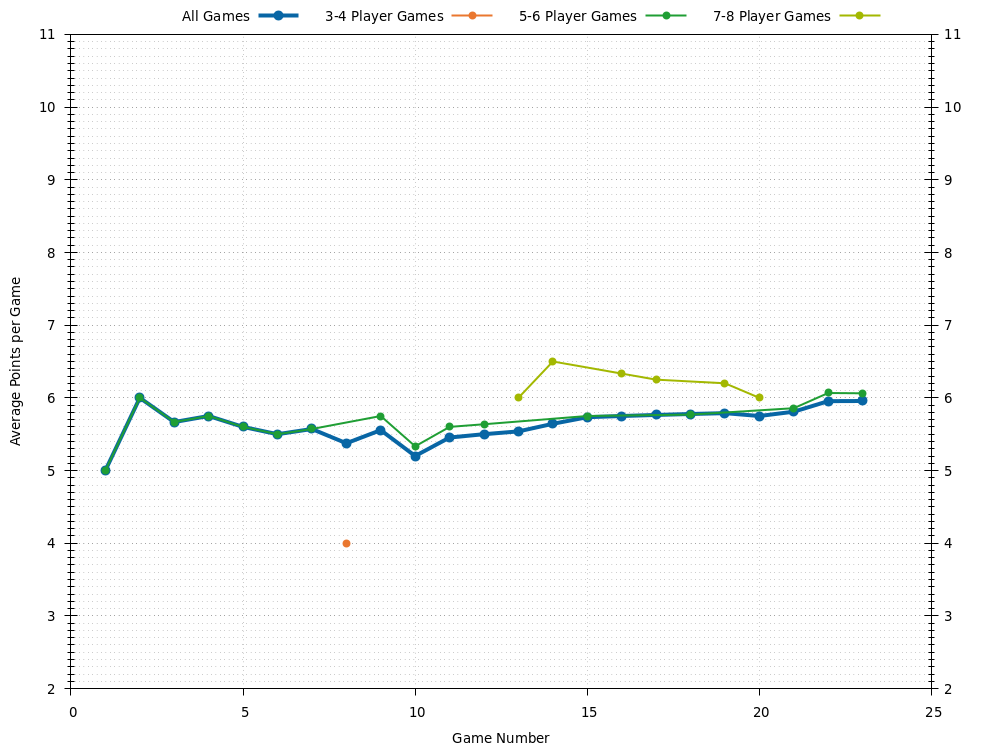 All Games 3-4 Player Games 5-6 Player Games 7-8 Player Games
11 11
10 10
9 9
8 8
7 7
6 6
5 5
4 4
3 3
2 2
Average Points per Game
0 5 10 15 20 25
Game Number